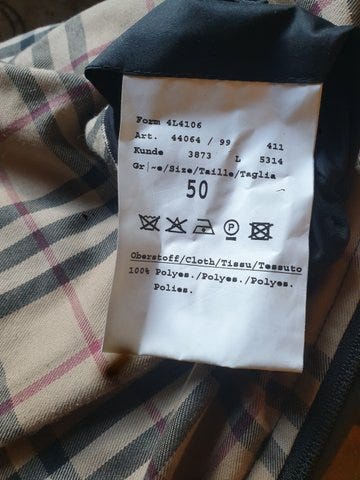 Form 4L4106
Art. 44064 / 99 411
Kunde 3873 L 5314
Gr|-e/Size/Taille/Taglia
50
P
Oberstoff/Cloth/Tissu/Tessuto
100% Polyes./Polyes./Polyes.
Polies.